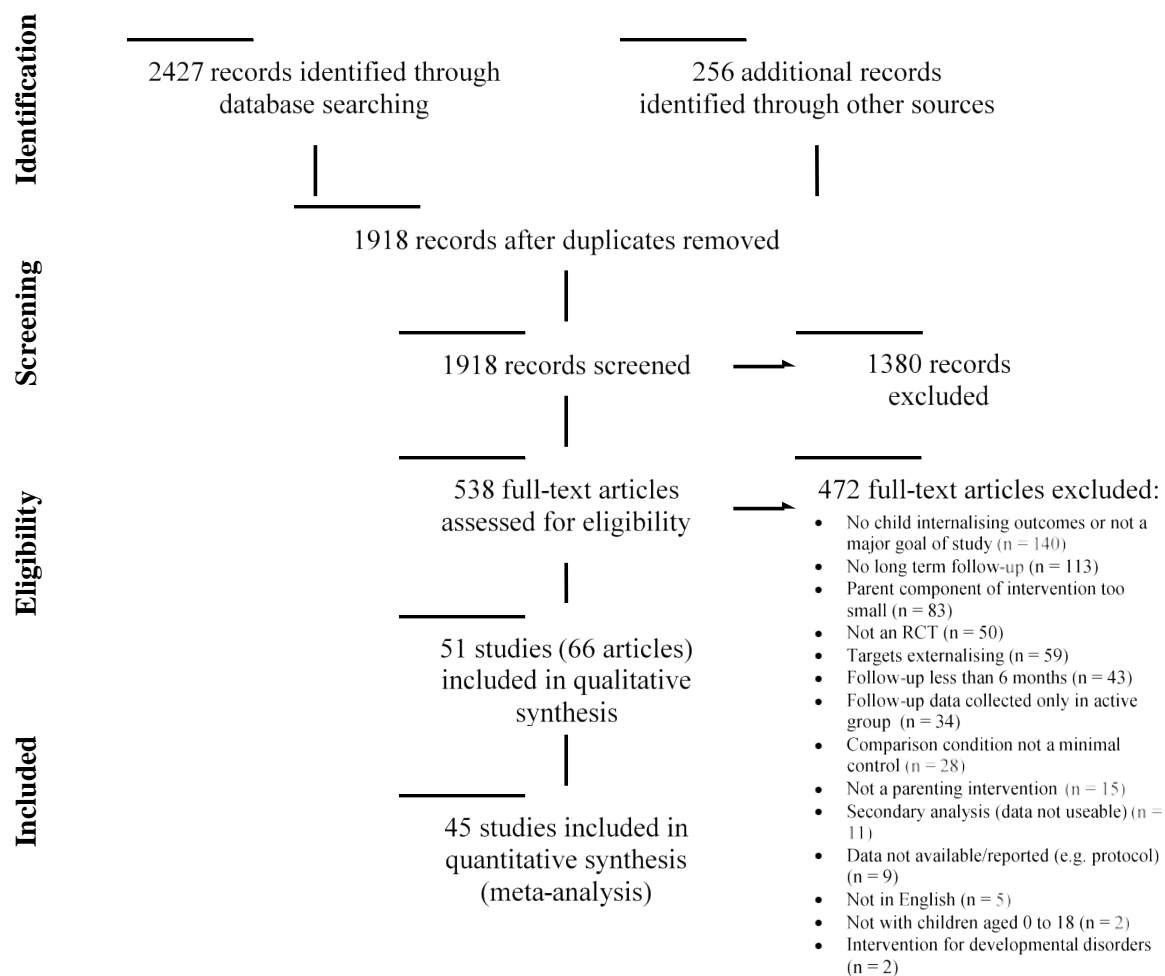 Identification
2427 records identified through
database searching
256 additional records
identified through other sources
1918 records after duplicates removed
Screening
1918 records screened
1380 records
excluded
Eligibility
538 full-text articles
assessed for eligibility
472 full-text articles excluded:
• No child internalising outcomes or not a
major goal of study (n = 140)
• No long term follow-up (n = 113)
• Parent component of intervention too
small (n = 83)
• Not an RCT (n = 50)
• Targets externalising (n = 59)
• Follow-up less than 6 months (n = 43)
• Follow-up data collected only in active
group (n = 34)
• Comparison condition not a minimal
control (n = 28)
• Not a parenting intervention (n = 15)
• Secondary analysis (data not useable) (n =
11)
• Data not available/reported (e.g. protocol)
(n = 9)
• Not in English (n = 5)
• Not with children aged 0 to 18 (n = 2)
• Intervention for developmental disorders
(n = 2)
51 studies (66 articles)
included in qualitative
synthesis
Included
45 studies included in
quantitative synthesis
(meta-analysis)